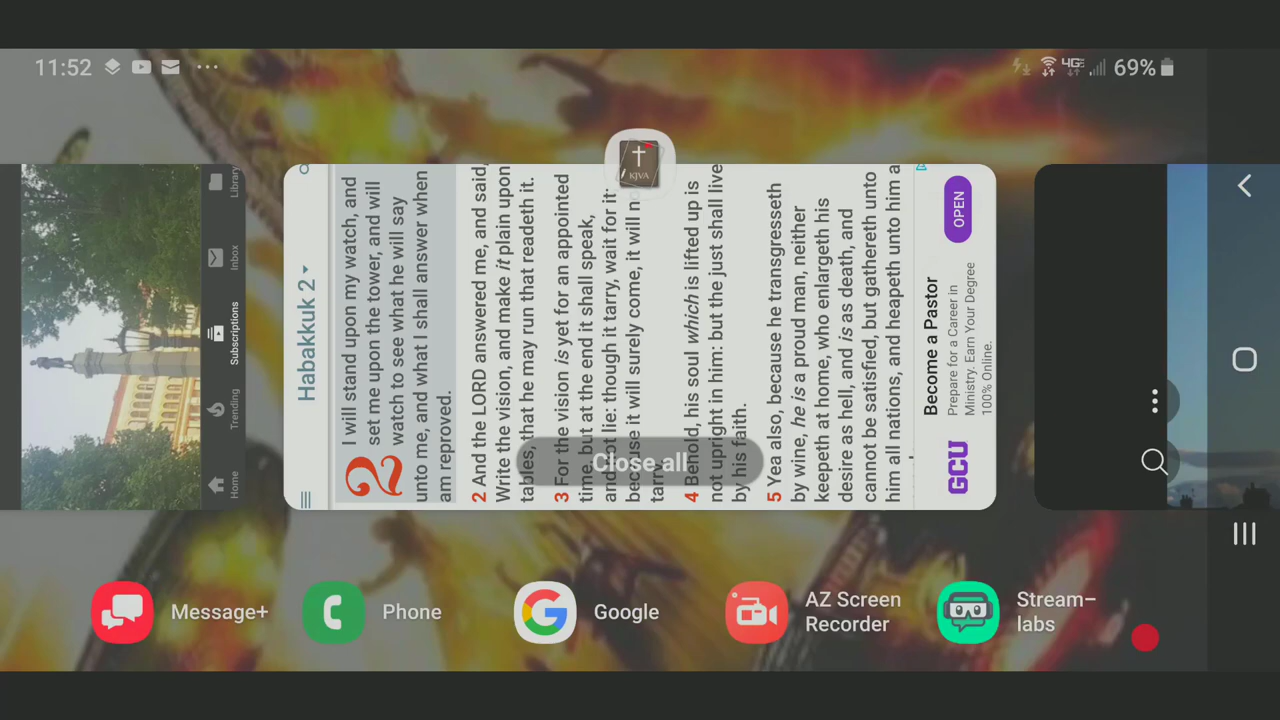 11:52
4GE 69%
Library
Inbox
Subscriptions
Trending
Home
KJVA
Habakkuk 2
2 I will stand upon my watch, and
set me upon the tower, and will
watch to see what he will say
unto me, and what I shall answer when
am reproved.
2 And the LORD answered me, and said,
Write the vision, and make it plain upon
tables, that he may run that readeth it.
3 For the vision is yet for an appointed
time, but at the end it shall speak,
and not lie: though it tarry, wait for it;
because it will surely come, it will n
tarry.
4 Behold, his soul which is lifted up is
not upright in him: but the just shall live
by his faith.
5 Yea also, because he transgresseth
by wine, he is a proud man, neither
keepeth at home, who enlargeth his
desire as hell, and is as death, and
cannot be satisfied, but gathereth unto
him all nations, and heapeth unto him a
GCU
Become a Pastor
Prepare for a Career in
Ministry. Earn Your Degree
100% Online.
OPEN
Close all
Message+
Phone
Google
AZ Screen
Recorder
Stream–
labs